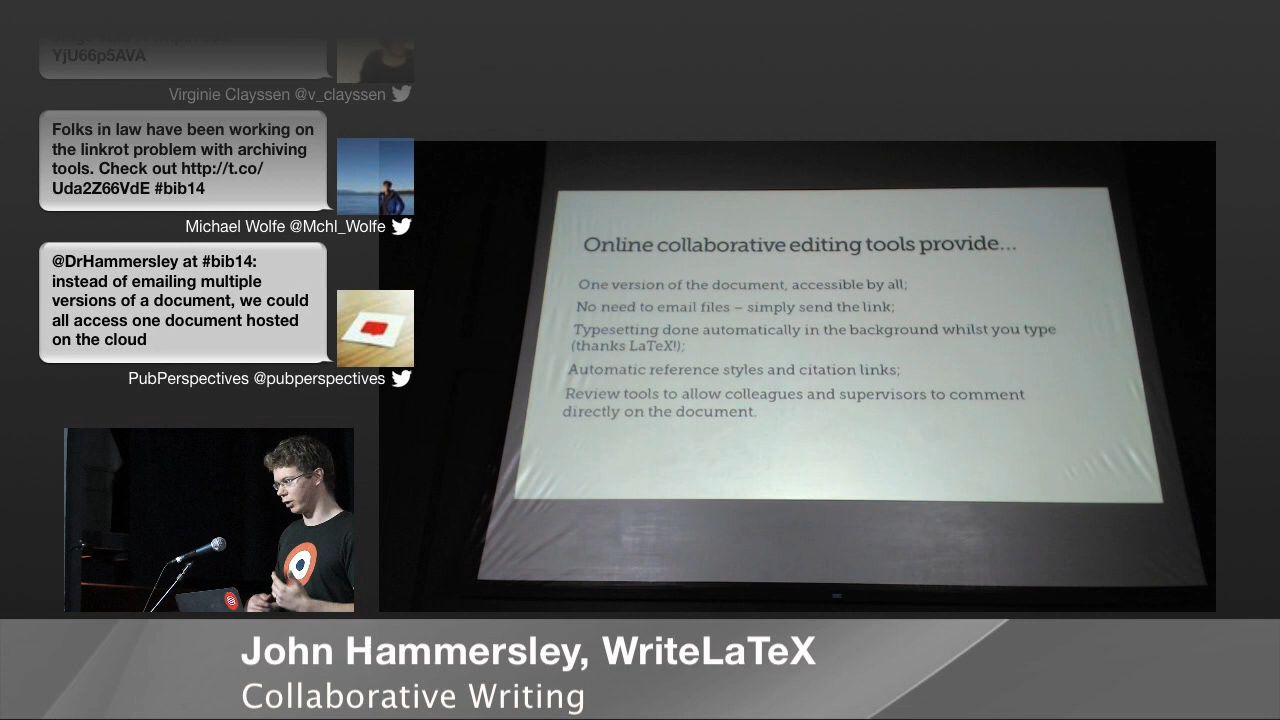 YjU66p5AVA
Virginie Clayssen @v_clayssen
Folks in law have been working on
the linkrot problem with archiving
tools. Check out http://t.co/
Uda2Z66VdE #bib14
Michael Wolfe @Mchl_Wolfe
@DrHammersley at #bib14:
instead of emailing multiple
versions of a document, we could
all access one document hosted
on the cloud
PubPerspectives @pubperspectives
Online collaborative editing tools provide...
One version of the document, accessible by all;
No need to email files – simply send the link;
Typesetting done automatically in the background whilst you type
(thanks LaTeX!);
Automatic reference styles and citation links;
Review tools to allow colleagues and supervisors to comment
directly on the document.
John Hammersley, WriteLaTeX
Collaborative Writing